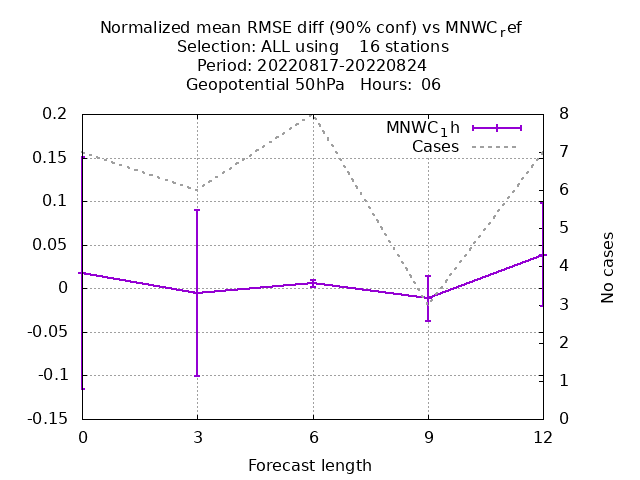 Normalized mean RMSE diff (90% conf) vs MNWC_ref
Selection: ALL using    16 stations
Period: 20220817-20220824
Geopotential 50hPa   Hours:  06
MNWC_1h
Cases
0.2
0.15
0.1
0.05
0
-0.05
-0.1
-0.15
8
7
6
5
4
3
2
1
0
No cases
0 3 6 9 12
Forecast length